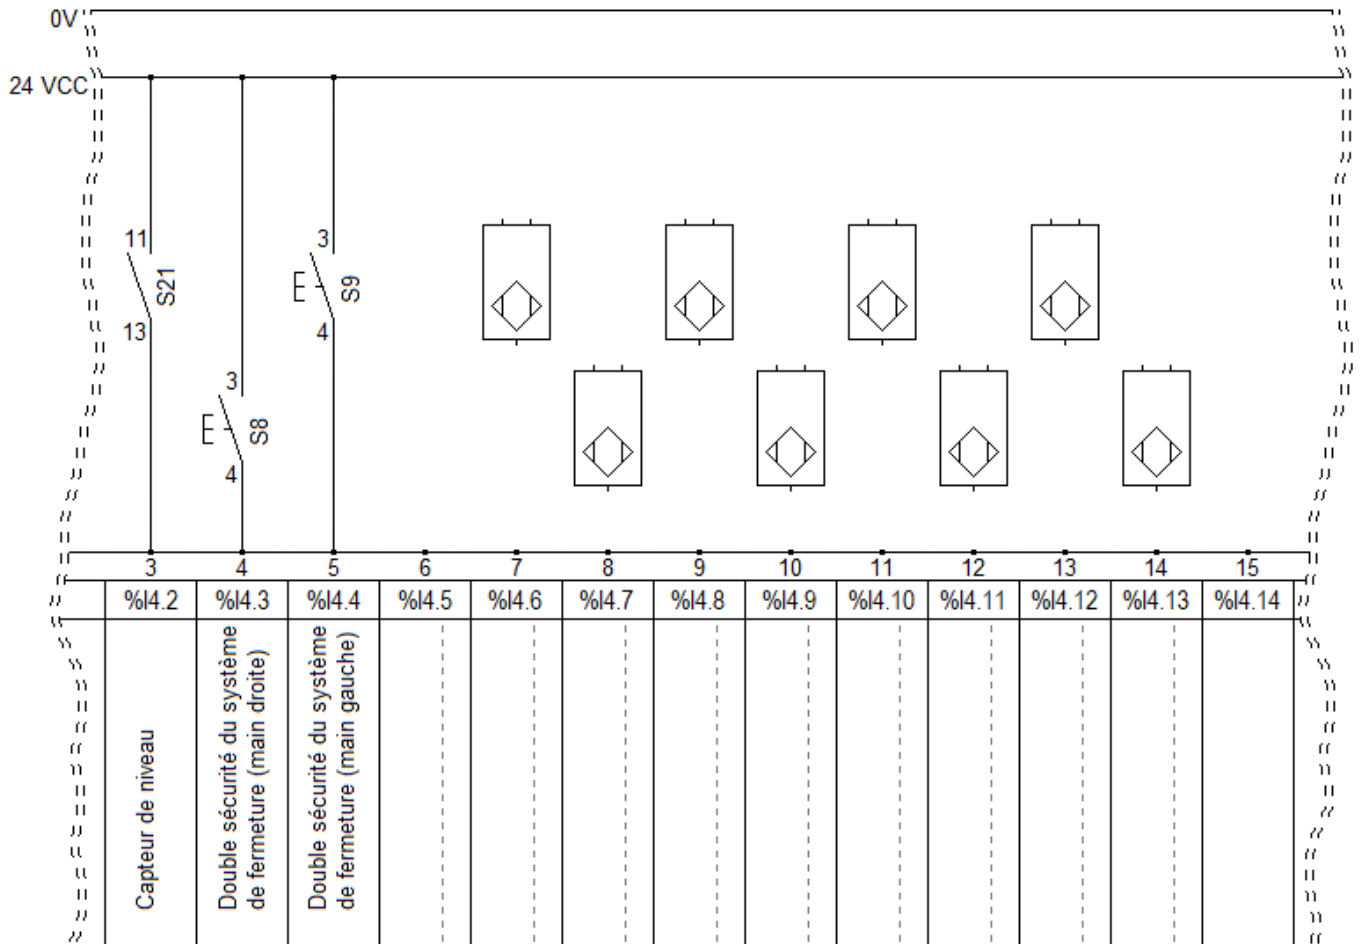 0V
24 VCC
11
S21
13
3
S8
4
3
S9
4
3 4 5 6 7 8 9 10 11 12 13 14 15
%I4.2 %I4.3 %I4.4 %I4.5 %I4.6 %I4.7 %I4.8 %I4.9 %I4.10 %I4.11 %I4.12 %I4.13 %I4.14
Capteur de niveau
Double sécurité du système
de fermeture (main droite)
Double sécurité du système
de fermeture (main gauche)